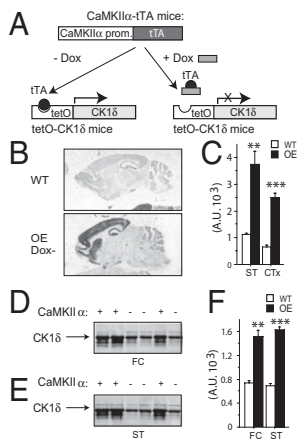 A
CaMKIIα-tTA mice:
CaMKIIα prom. tTA
- Dox
+ Dox
tTA
tTA
tetO CK1δ
X
tetO CK1δ
tetO-CK1δ mice
tetO-CK1δ mice
B
WT
OE
Dox-
C
WT
OE
(A.U. 10³)
4
3
2
1
0
**
***
ST CTx
D
CaMKII α: + + - - + -
CK1δ
FC
E
CaMKII α: + + - - + -
CK1δ
ST
F
WT
OE
(A.U. 10³)
1.6
1.2
0.8
0.4
0
**
***
FC ST